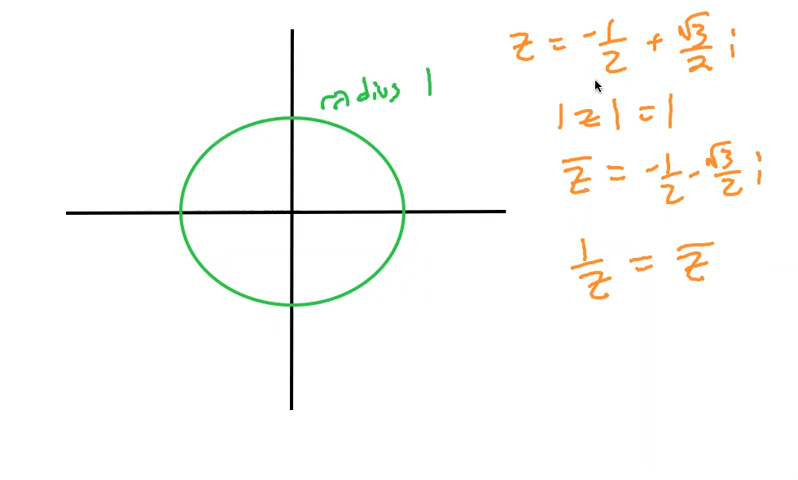 radius 1
z = -1/2 + √3/2 i
|z| = 1
z̅ = -1/2 - √3/2 i
1/z = z̅